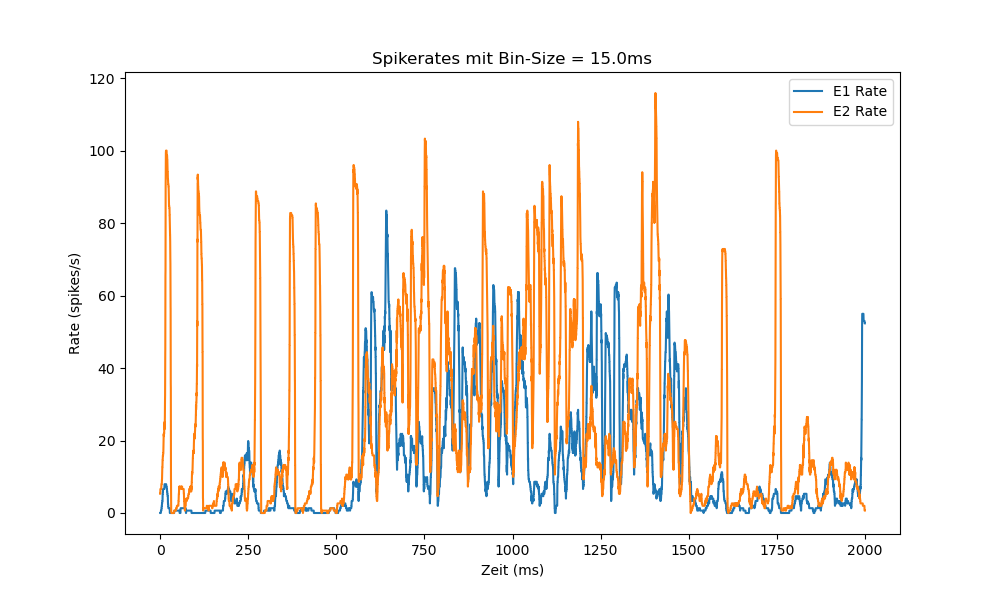 Spikerates mit Bin-Size = 15.0ms
E1 Rate
E2 Rate
Rate (spikes/s)
120
100
80
60
40
20
0
0 250 500 750 1000 1250 1500 1750 2000
Zeit (ms)